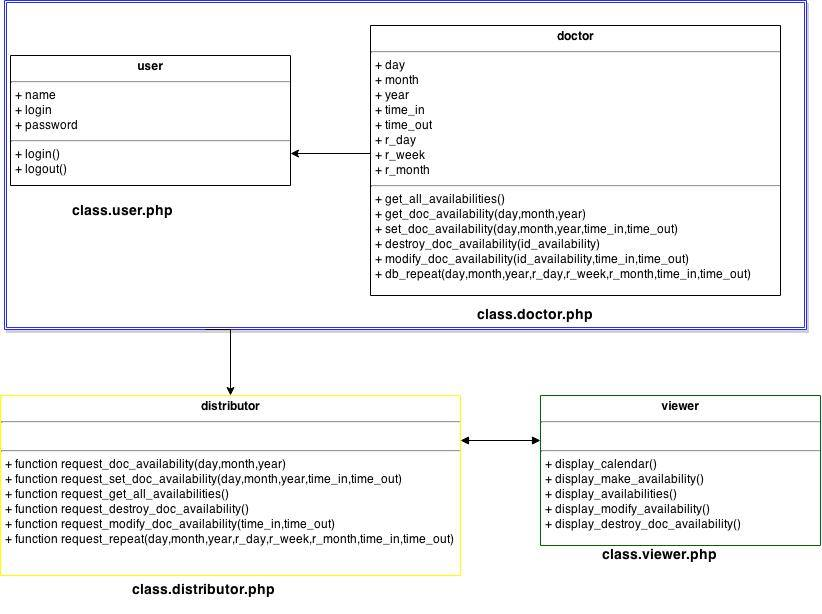 user
+ name
+ login
+ password
+ login()
+ logout()
class.user.php
doctor
+ day
+ month
+ year
+ time_in
+ time_out
+ r_day
+ r_week
+ r_month
+ get_all_availabilities()
+ get_doc_availability(day,month,year)
+ set_doc_availability(day,month,year,time_in,time_out)
+ destroy_doc_availability(id_availability)
+ modify_doc_availability(id_availability,time_in,time_out)
+ db_repeat(day,month,year,r_day,r_week,r_month,time_in,time_out)
class.doctor.php
distributor
+ function request_doc_availability(day,month,year)
+ function request_set_doc_availability(day,month,year,time_in,time_out)
+ function request_get_all_availabilities()
+ function request_destroy_doc_availability()
+ function request_modify_doc_availability(time_in,time_out)
+ function request_repeat(day,month,year,r_day,r_week,r_month,time_in,time_out)
class.distributor.php
viewer
+ display_calendar()
+ display_make_availability()
+ display_availabilities()
+ display_modify_availability()
+ display_destroy_doc_availability()
class.viewer.php